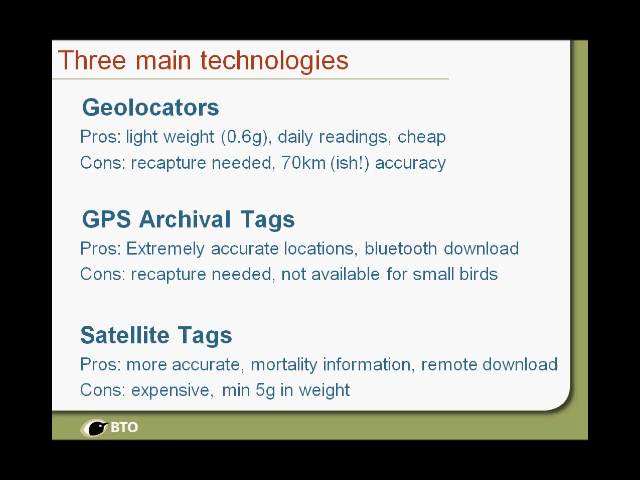 Three main technologies
Geolocators
Pros: light weight (0.6g), daily readings, cheap
Cons: recapture needed, 70km (ish!) accuracy
GPS Archival Tags
Pros: Extremely accurate locations, bluetooth download
Cons: recapture needed, not available for small birds
Satellite Tags
Pros: more accurate, mortality information, remote download
Cons: expensive, min 5g in weight
BTO